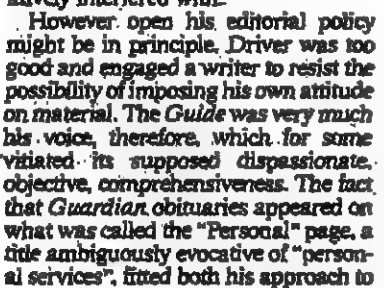 However open his editorial policy
might be in principle, Driver was too
good and engaged a writer to resist the
possibility of imposing his own attitude
on material. The Guide was very much
his voice, therefore, which for some
vitiated its supposed dispassionate,
objective, comprehensiveness. The fact
that Guardian obituaries appeared on
what was called the "Personal" page, a
title ambiguously evocative of "person-
al services", fitted both his approach to